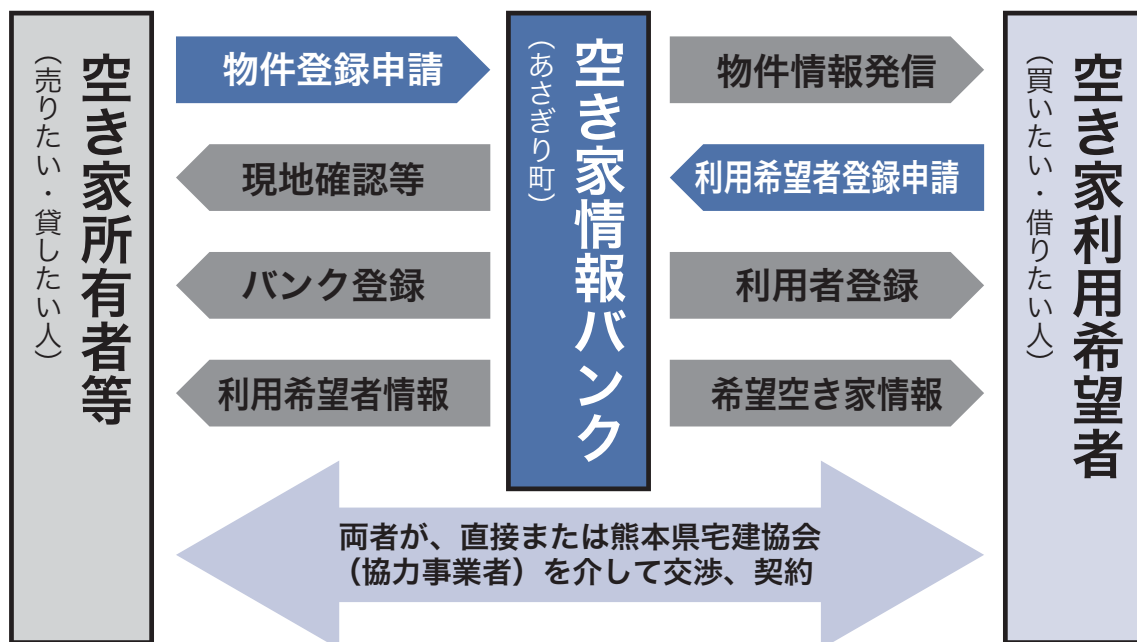 空き家所有者等
（売りたい・貸したい人）
物件登録申請
現地確認等
バンク登録
利用希望者情報
空き家情報バンク
（あさぎり町）
物件情報発信
利用希望者登録申請
利用者登録
希望空き家情報
空き家利用希望者
（買いたい・借りたい人）
両者が、直接または熊本県宅建協会
（協力事業者）を介して交渉、契約